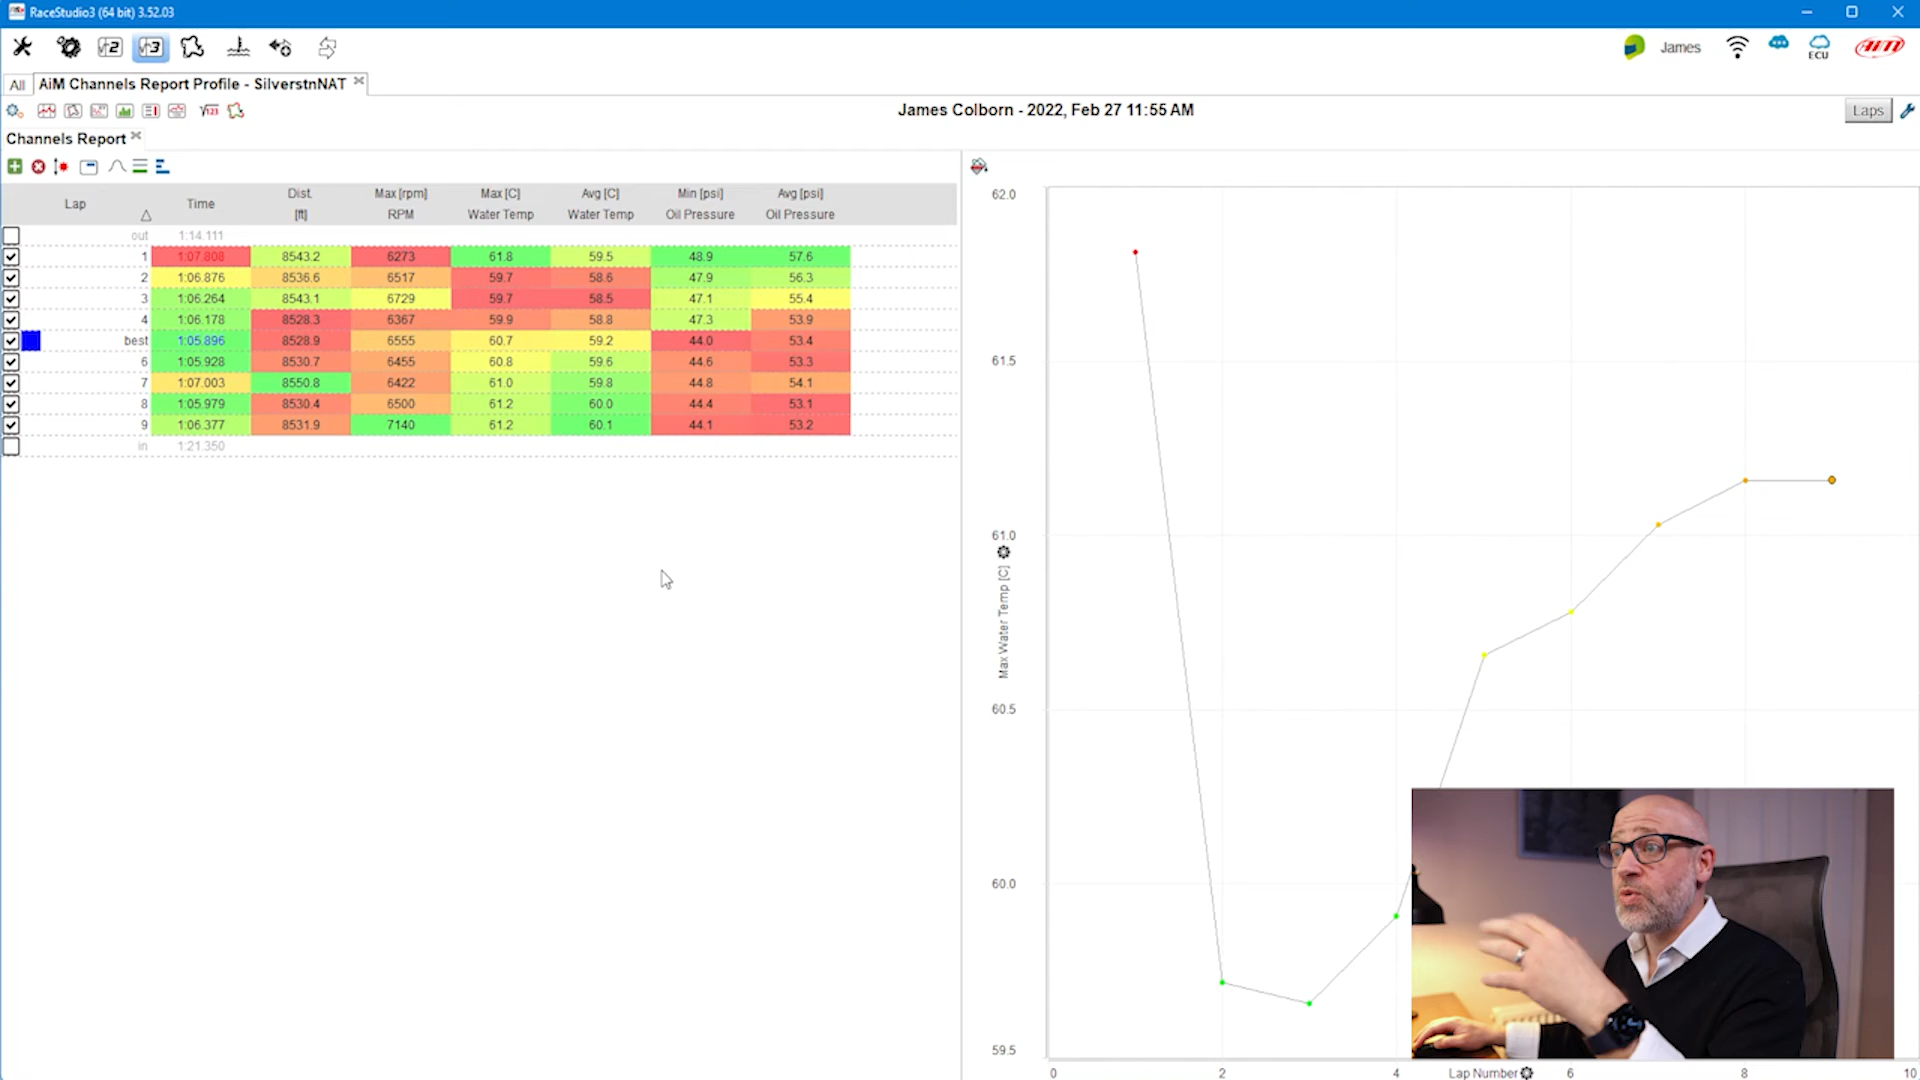 RaceStudio3 (64 bit) 3.52.03
James
ECU
AiM
All
AiM Channels Report Profile - SilverstnNAT
James Colborn - 2022, Feb 27 11:55 AM
Laps
Channels Report
Lap Time Dist. [ft] Max [rpm] RPM Max [C] Water Temp Avg [C] Water Temp Min [psi] Oil Pressure Avg [psi] Oil Pressure
out 1:14.111
1 1:07.808 8543.2 6273 61.8 59.5 48.9 57.6
2 1:06.876 8536.6 6517 59.7 58.6 47.9 56.3
3 1:06.264 8543.1 6729 59.7 58.5 47.1 55.4
4 1:06.178 8528.3 6367 59.9 58.8 47.3 53.9
best 1:05.896 8528.9 6555 60.7 59.2 44.0 53.4
6 1:05.928 8530.7 6455 60.8 59.6 44.6 53.3
7 1:07.003 8550.8 6422 61.0 59.8 44.8 54.1
8 1:05.979 8530.4 6500 61.2 60.0 44.4 53.1
9 1:06.377 8531.9 7140 61.2 60.1 44.1 53.2
in 1:21.350
62.0
61.5
61.0
60.5
60.0
59.5
Max Water Temp [C]
0 2 4 Lap Number 6 8 10